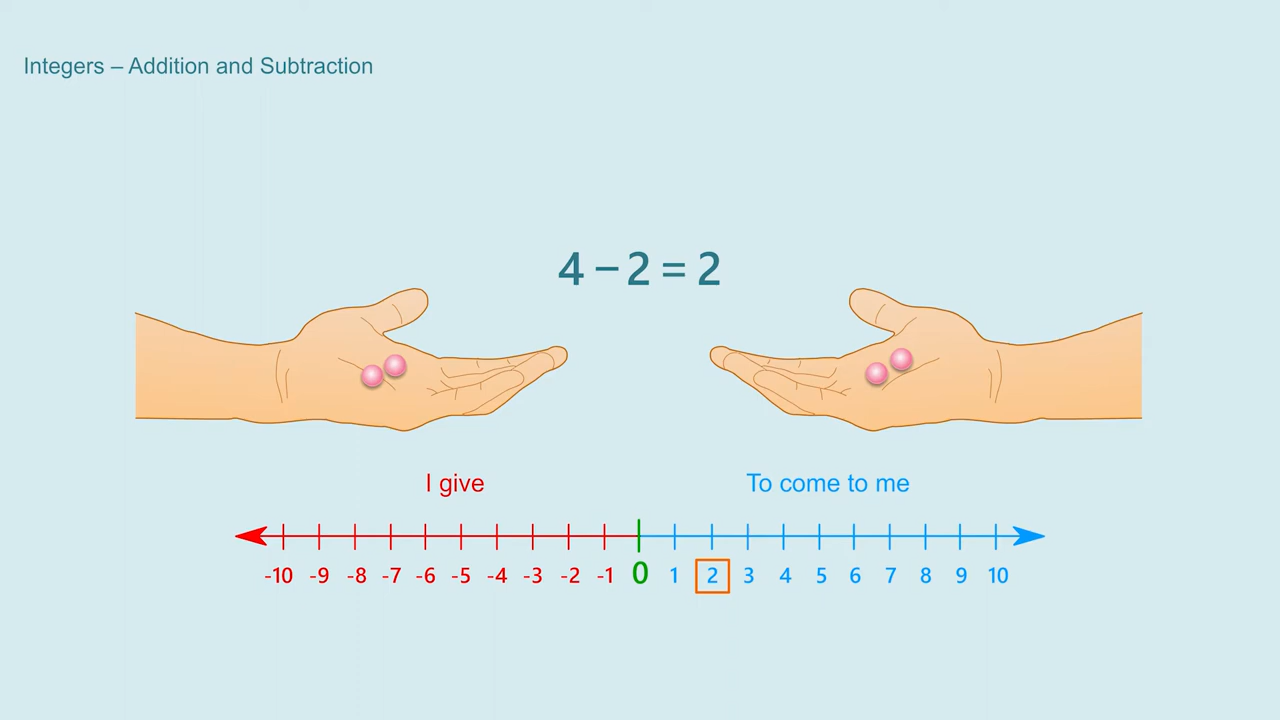 Integers – Addition and Subtraction
4 – 2 = 2
I give
To come to me
-10 -9 -8 -7 -6 -5 -4 -3 -2 -1 0 1 2 3 4 5 6 7 8 9 10